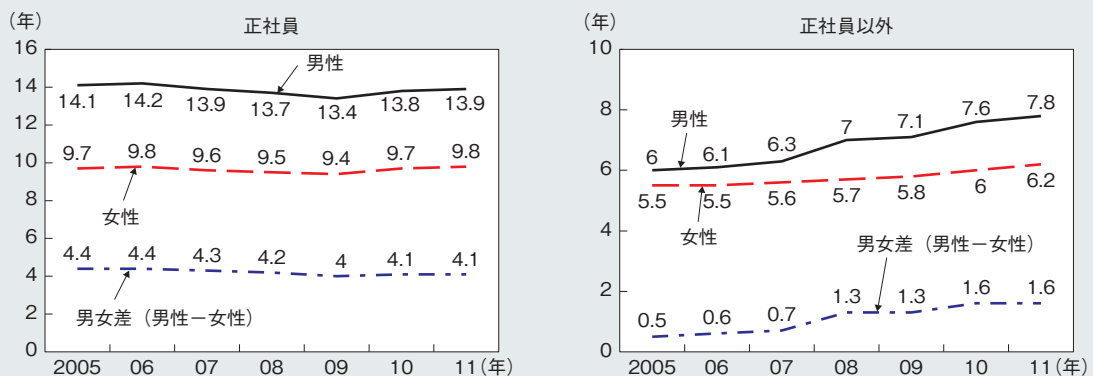 正社員
（年）
16
14
12
10
8
6
4
2
0
男性
14.1 14.2 13.9 13.7 13.4 13.8 13.9
9.7 9.8 9.6 9.5 9.4 9.7 9.8
女性
4.4 4.4 4.3 4.2 4 4.1 4.1
男女差（男性－女性）
2005 06 07 08 09 10 11（年）
正社員以外
（年）
10
8
6
4
2
0
男性
6 6.1 6.3 7 7.1 7.6 7.8
5.5 5.5 5.6 5.7 5.8 6 6.2
女性
男女差（男性－女性）
0.5 0.6 0.7 1.3 1.3 1.6 1.6
2005 06 07 08 09 10 11（年）